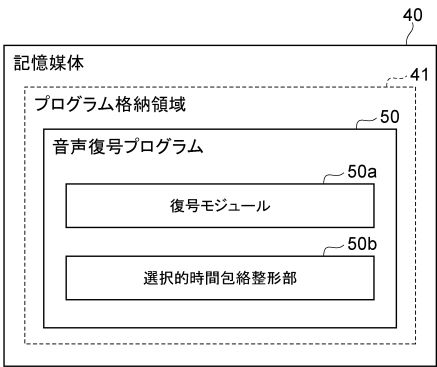 40
記憶媒体
41
プログラム格納領域
50
音声復号プログラム
50a
復号モジュール
50b
選択的時間包絡整形部